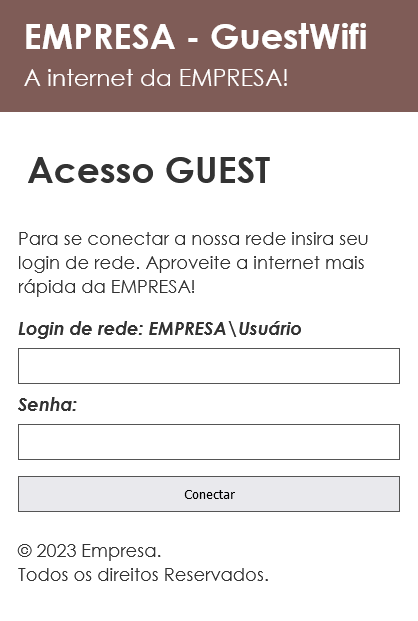 EMPRESA - GuestWifi
A internet da EMPRESA!
Acesso GUEST
Para se conectar a nossa rede insira seu
login de rede. Aproveite a internet mais
rápida da EMPRESA!
Login de rede: EMPRESA\Usuário
Senha:
Conectar
© 2023 Empresa.
Todos os direitos Reservados.